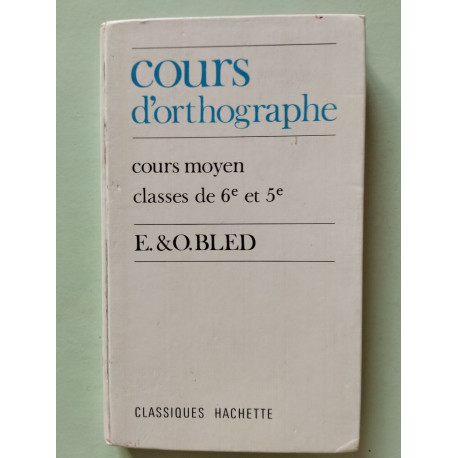 cours
d'orthographe
cours moyen
classes de 6e et 5e
E.&O.BLED
CLASSIQUES HACHETTE